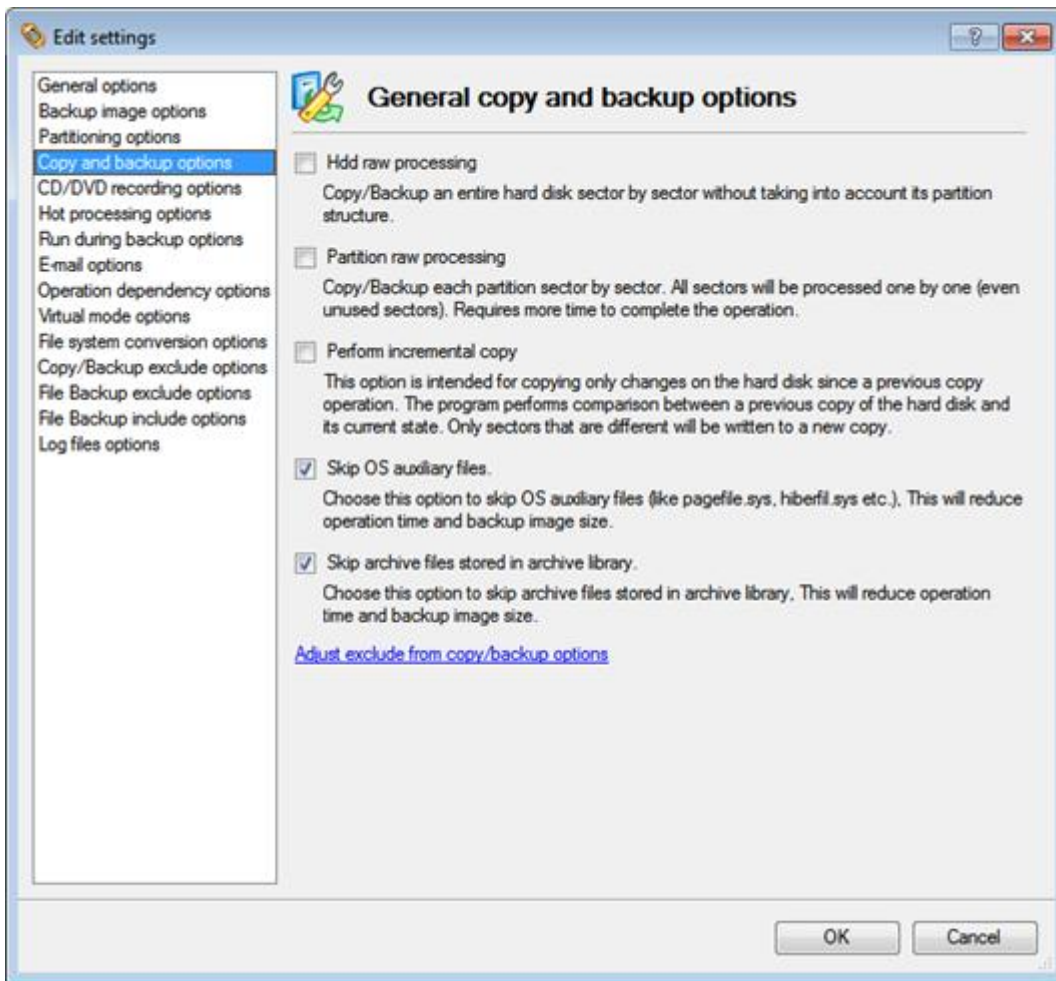 Edit settings
General options
Backup image options
Partitioning options
Copy and backup options
CD/DVD recording options
Hot processing options
Run during backup options
E-mail options
Operation dependency options
Virtual mode options
File system conversion options
Copy/Backup exclude options
File Backup exclude options
File Backup include options
Log files options
General copy and backup options
Hdd raw processing
Copy/Backup an entire hard disk sector by sector without taking into account its partition
structure.
Partition raw processing
Copy/Backup each partition sector by sector. All sectors will be processed one by one (even
unused sectors). Requires more time to complete the operation.
Perform incremental copy
This option is intended for copying only changes on the hard disk since a previous copy
operation. The program performs comparison between a previous copy of the hard disk and
its current state. Only sectors that are different will be written to a new copy.
Skip OS auxiliary files.
Choose this option to skip OS auxiliary files (like pagefile.sys, hiberfil.sys etc.), This will reduce
operation time and backup image size.
Skip archive files stored in archive library.
Choose this option to skip archive files stored in archive library, This will reduce operation
time and backup image size.
Adjust exclude from copy/backup options
OK
Cancel